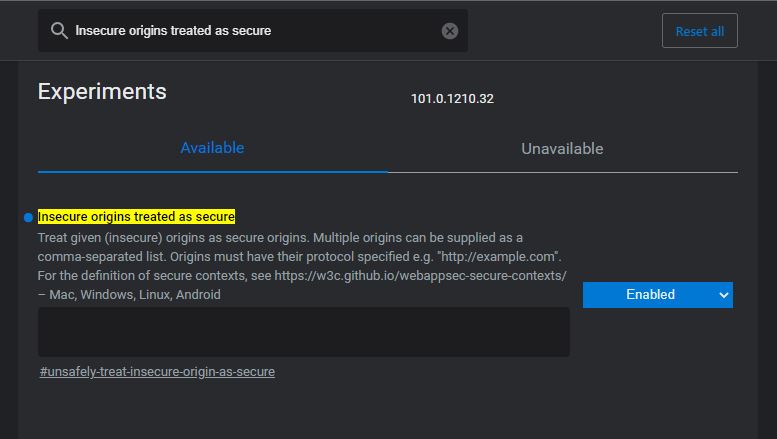 Insecure origins treated as secure
Reset all
Experiments
101.0.1210.32
Available
Unavailable
Insecure origins treated as secure
Treat given (insecure) origins as secure origins. Multiple origins can be supplied as a
comma-separated list. Origins must have their protocol specified e.g. "http://example.com".
For the definition of secure contexts, see https://w3c.github.io/webappsec-secure-contexts/
– Mac, Windows, Linux, Android
Enabled
#unsafely-treat-insecure-origin-as-secure